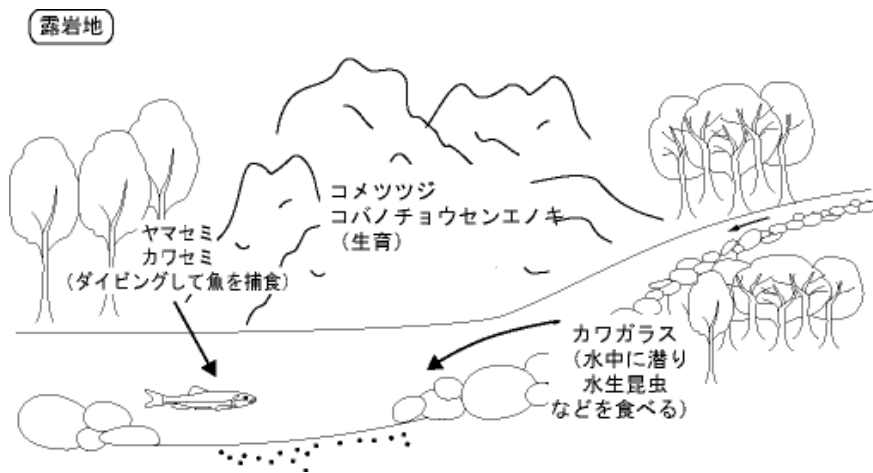 露岩地
コメツツジ
コバノチョウセンエノキ
(生育)
ヤマセミ
カワセミ
(ダイビングして魚を捕食)
カワガラス
(水中に潜り
水生昆虫
などを食べる)